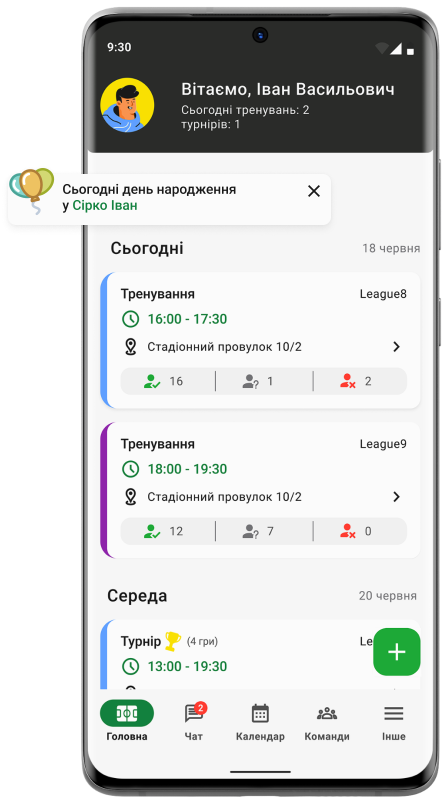 9:30
Вітаємо, Іван Васильович
Сьогодні тренувань: 2
турнірів: 1
Сьогодні день народження
у Сірко Іван
Сьогодні
18 червня
Тренування
League8
16:00 - 17:30
Стадіонний провулок 10/2
16
? 1
2
Тренування
League9
18:00 - 19:30
Стадіонний провулок 10/2
12
? 7
0
Середа
20 червня
Турнір (4 гри)
Le
13:00 - 19:30
2
Головна
Чат
Календар
Команди
Інше